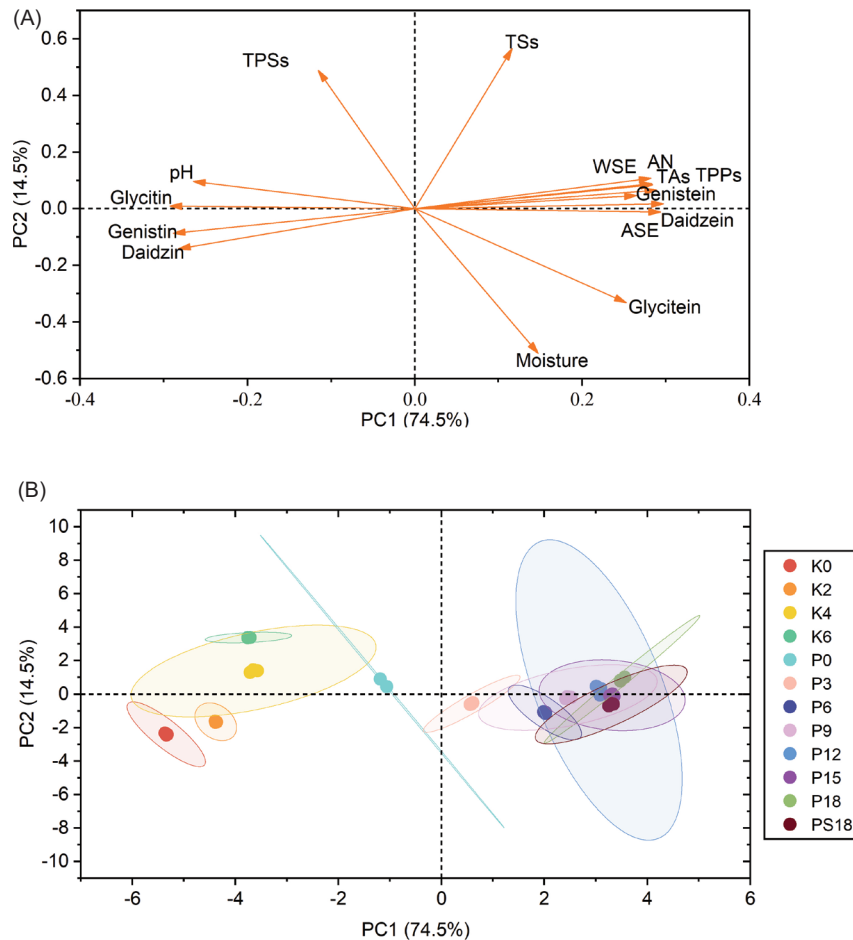 (A)
0.6
0.4
0.2
0.0
-0.2
-0.4
-0.6
PC2 (14.5%)
TPSs
TSs
pH
Glycitin
Genistin
Daidzin
WSE
AN
TAs
TPPs
Genistein
Daidzein
ASE
Glycitein
Moisture
-0.4
-0.2
0.0
0.2
0.4
PC1 (74.5%)
(B)
10
8
6
4
2
0
-2
-4
-6
-8
-10
PC2 (14.5%)
-6
-4
-2
0
2
4
6
PC1 (74.5%)
K0
K2
K4
K6
P0
P3
P6
P9
P12
P15
P18
PS18